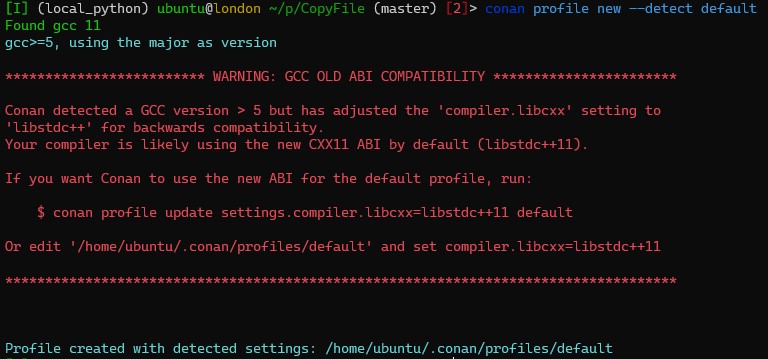 [I] (local_python) ubuntu@london ~/p/CopyFile (master) [2]> conan profile new --detect default
Found gcc 11
gcc>=5, using the major as version
************************* WARNING: GCC OLD ABI COMPATIBILITY ***********************
Conan detected a GCC version > 5 but has adjusted the 'compiler.libcxx' setting to
'libstdc++' for backwards compatibility.
Your compiler is likely using the new CXX11 ABI by default (libstdc++11).
If you want Conan to use the new ABI for the default profile, run:
$ conan profile update settings.compiler.libcxx=libstdc++11 default
Or edit '/home/ubuntu/.conan/profiles/default' and set compiler.libcxx=libstdc++11
************************************************************************************
Profile created with detected settings: /home/ubuntu/.conan/profiles/default